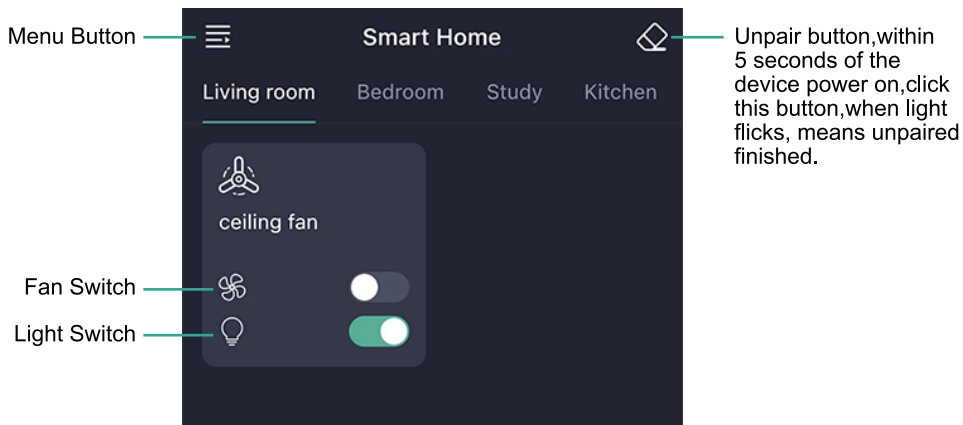 Menu Button
Smart Home
Unpair button,within
5 seconds of the
device power on,click
this button,when light
flicks, means unpaired
finished.
Living room Bedroom Study Kitchen
ceiling fan
Fan Switch
Light Switch